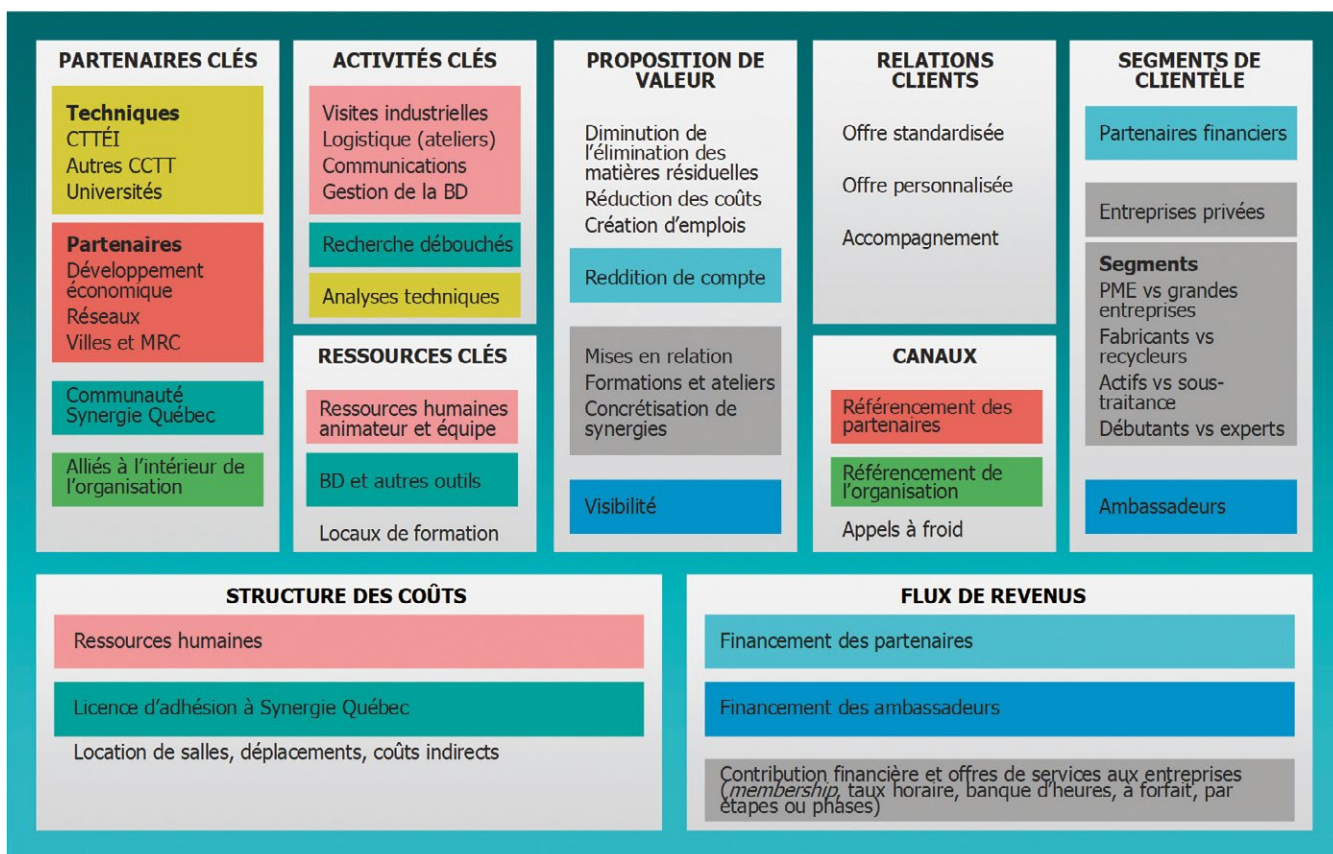 PARTENAIRES CLÉS
Techniques
CTTÉI
Autres CCTT
Universités
Partenaires
Développement
économique
Réseaux
Villes et MRC
Communauté
Synergie Québec
Alliés à l'intérieur de
l'organisation
ACTIVITÉS CLÉS
Visites industrielles
Logistique (ateliers)
Communications
Gestion de la BD
Recherche débouchés
Analyses techniques
RESSOURCES CLÉS
Ressources humaines
animateur et équipe
BD et autres outils
Locaux de formation
PROPOSITION DE
VALEUR
Diminution de
l'élimination des
matières résiduelles
Réduction des coûts
Création d'emplois
Reddition de compte
Mises en relation
Formations et ateliers
Concrétisation de
synergies
Visibilité
RELATIONS
CLIENTS
Offre standardisée
Offre personnalisée
Accompagnement
CANAUX
Référencement des
partenaires
Référencement de
l'organisation
Appels à froid
SEGMENTS DE
CLIENTÈLE
Partenaires financiers
Entreprises privées
Segments
PME vs grandes
entreprises
Fabricants vs
recycleurs
Actifs vs sous-
traitance
Débutants vs experts
Ambassadeurs
STRUCTURE DES COÛTS
Ressources humaines
Licence d'adhésion à Synergie Québec
Location de salles, déplacements, coûts indirects
FLUX DE REVENUS
Financement des partenaires
Financement des ambassadeurs
Contribution financière et offres de services aux entreprises
(membership, taux horaire, banque d'heures, à forfait, par
étapes ou phases)